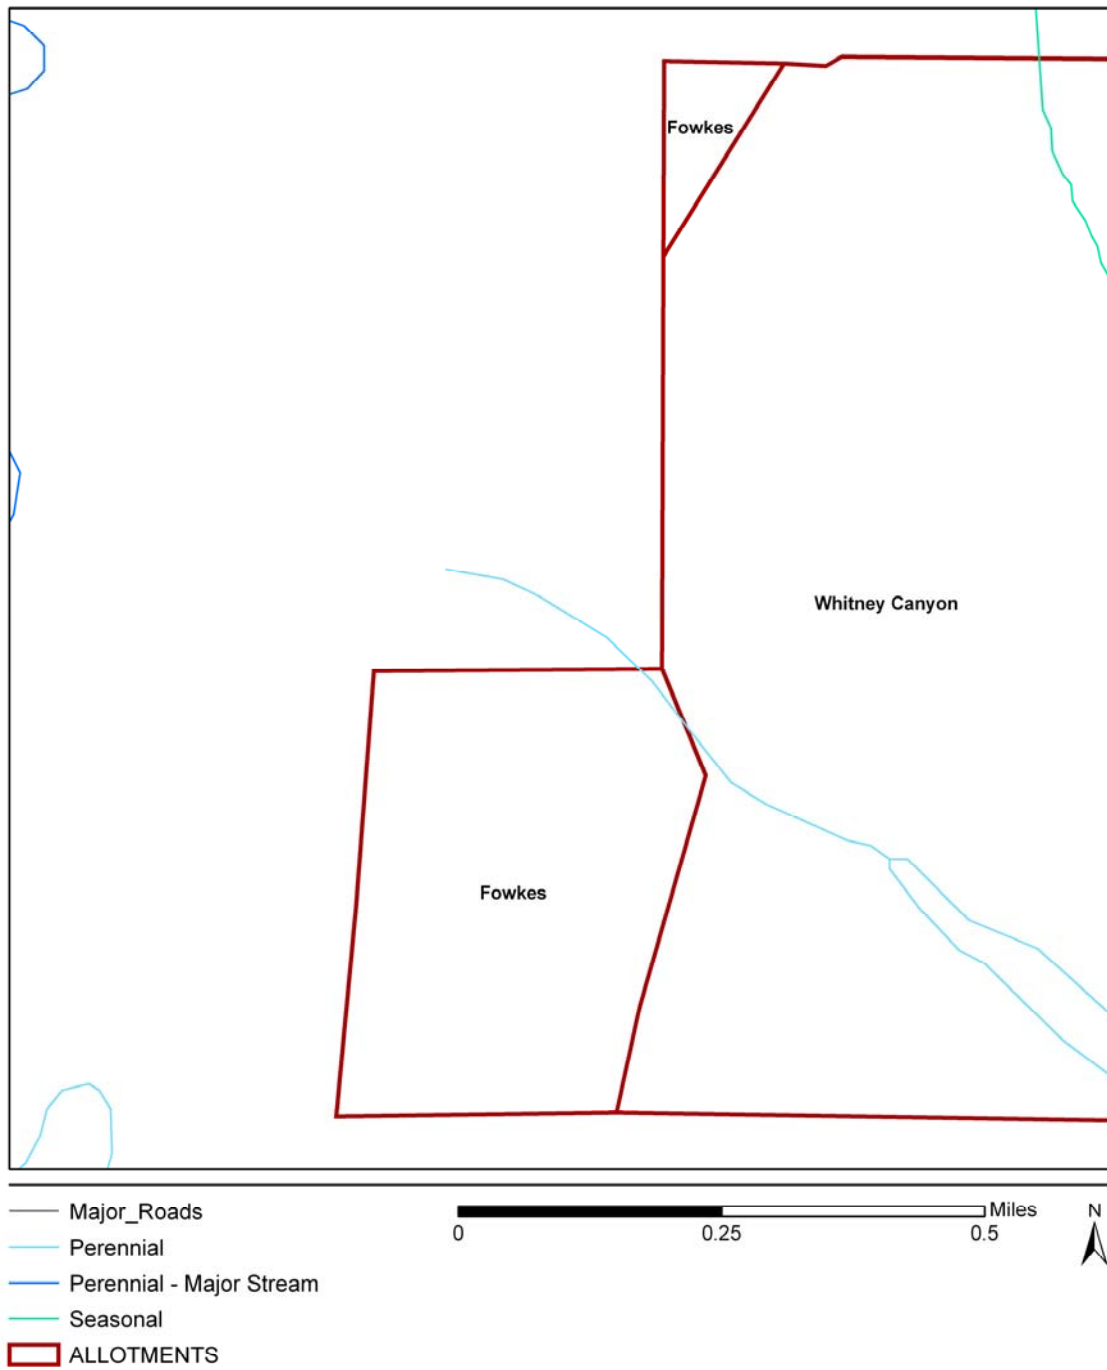 Fowkes
Whitney Canyon
Fowkes
Major_Roads
Perennial
Perennial - Major Stream
Seasonal
ALLOTMENTS
Miles
0 0.25 0.5
N